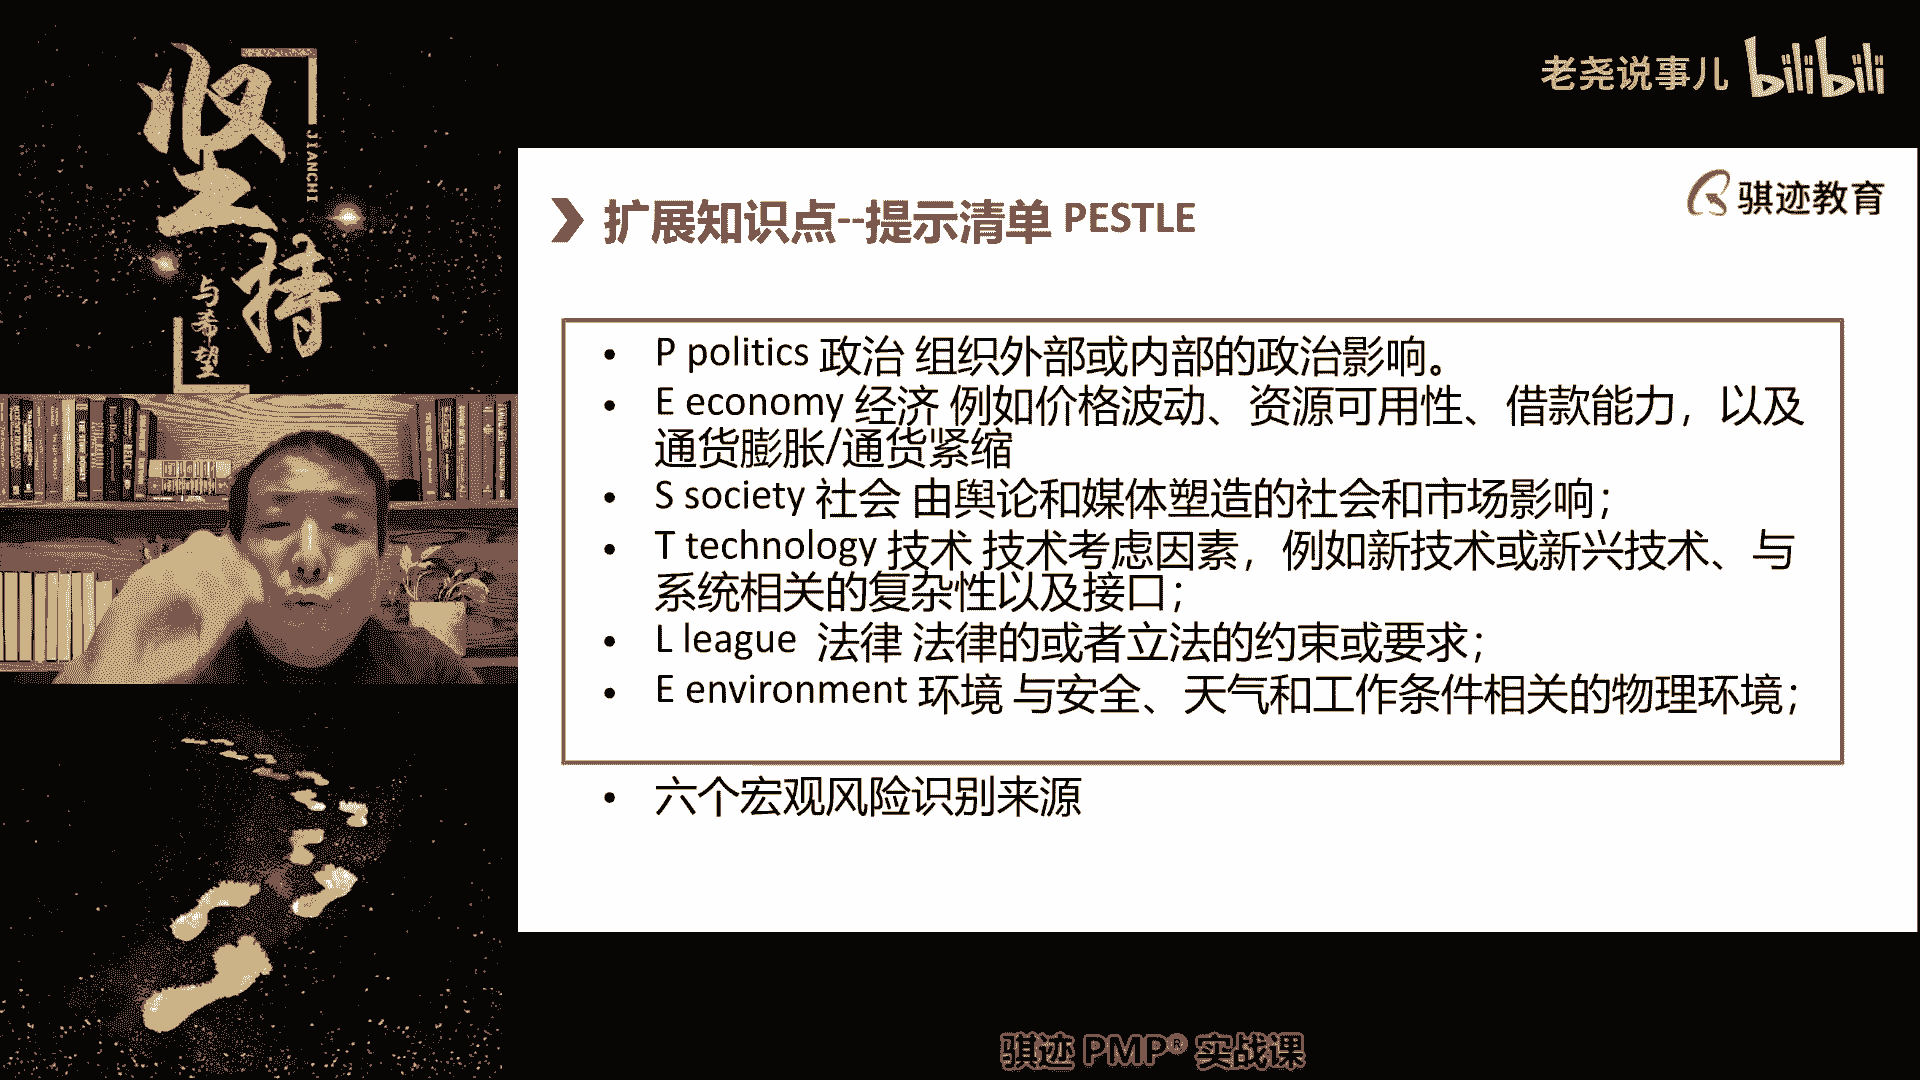 坚持
JIANCHI
与希望
老尧说事儿 bilibili
骐迹教育
扩展知识点--提示清单 PESTLE
• P politics 政治 组织外部或内部的政治影响。
• E economy 经济 例如价格波动、资源可用性、借款能力，以及
通货膨胀/通货紧缩
• S society 社会 由舆论和媒体塑造的社会和市场影响；
• T technology 技术 技术考虑因素，例如新技术或新兴技术、与
系统相关的复杂性以及接口；
• L league 法律 法律的或者立法的约束或要求；
• E environment 环境 与安全、天气和工作条件相关的物理环境；
• 六个宏观风险识别来源
骐迹 PMP® 实战课